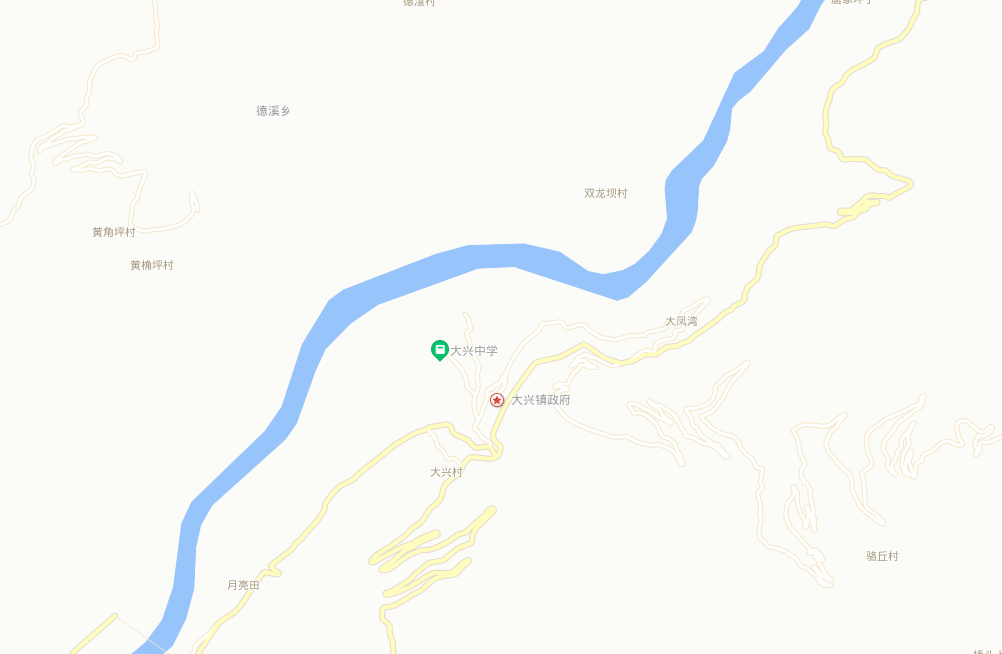 德溪乡
双龙坝村
黄角坪村
黄桷坪村
大凤湾
大兴中学
大兴镇政府
大兴村
骆丘村
月亮田